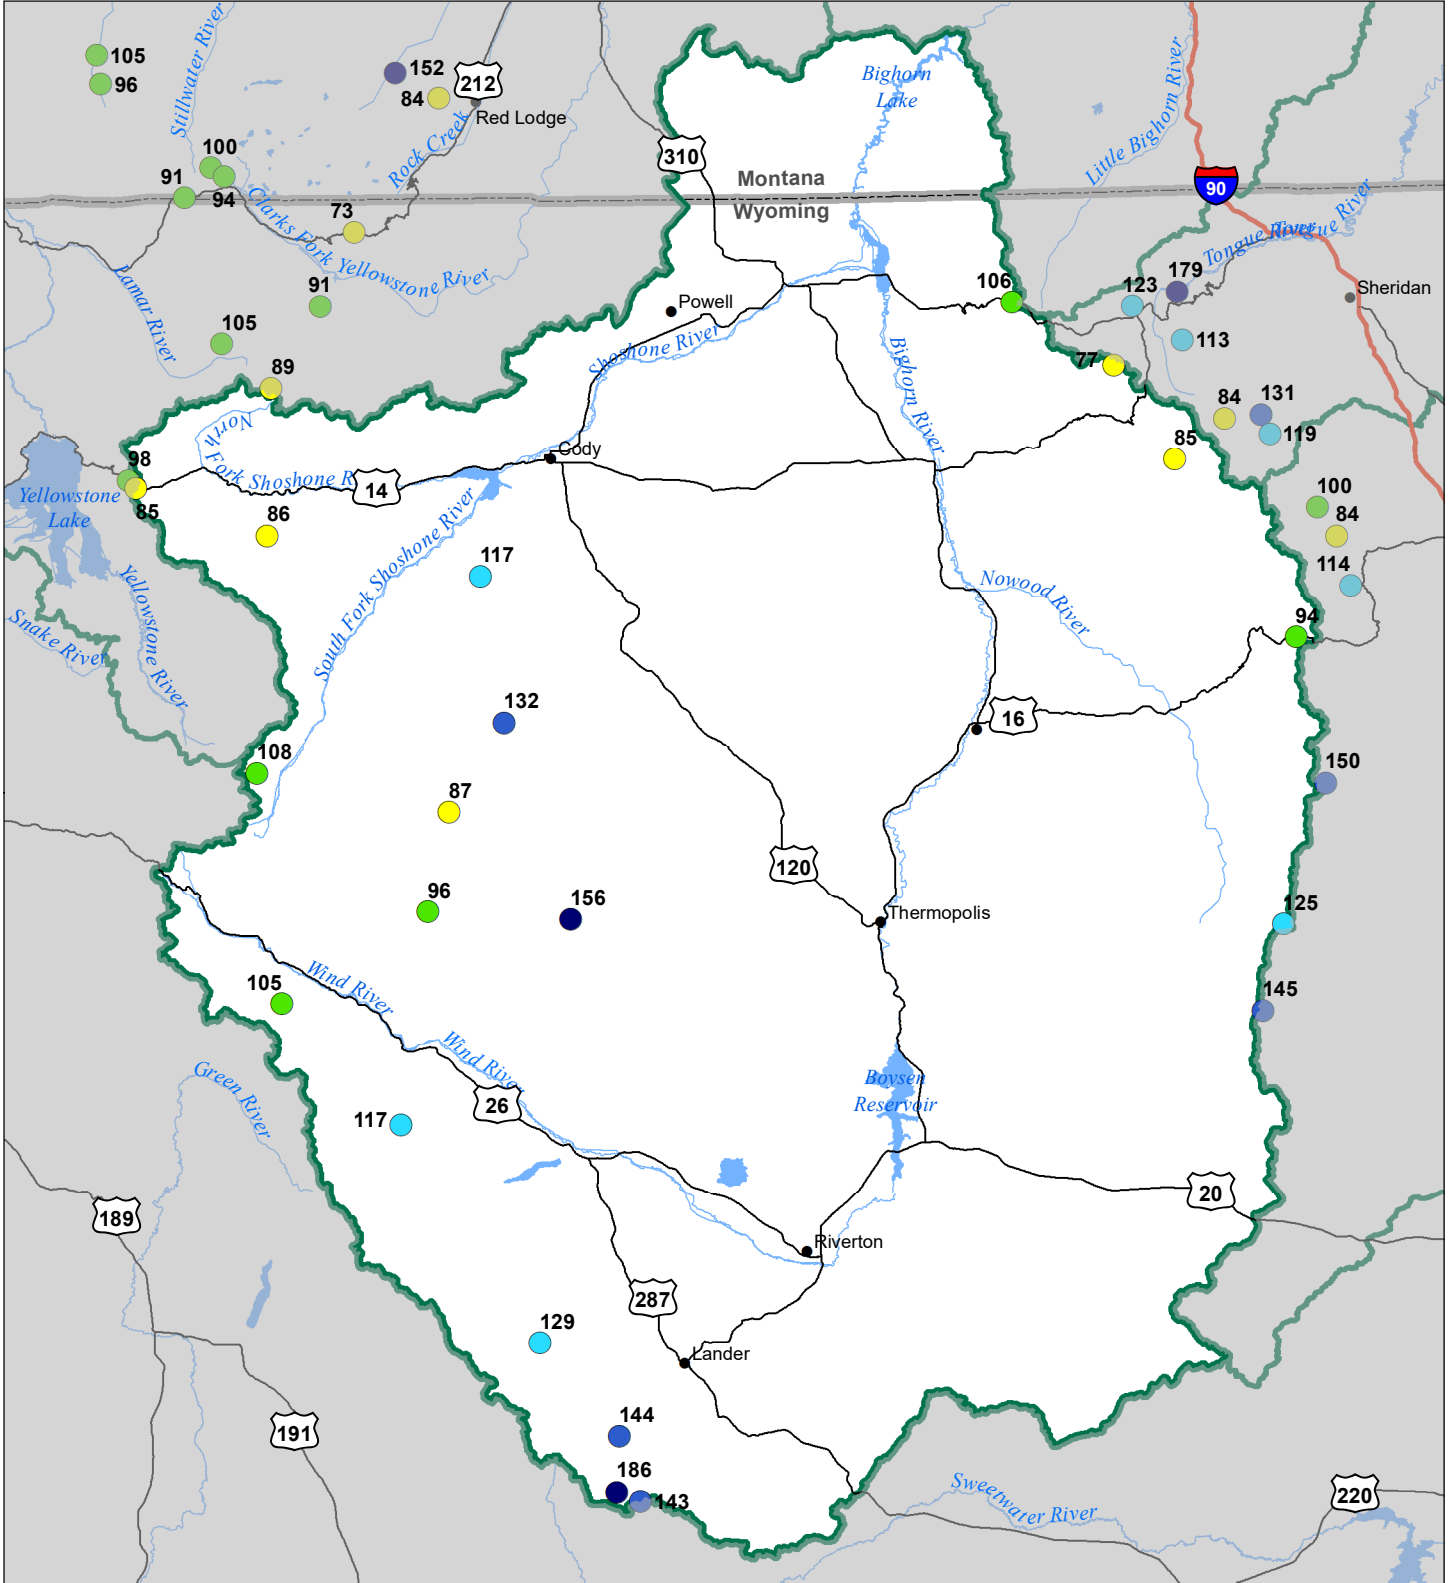 105
96
Stillwater River
152
84
212
Red Lodge
Rock Creek
100
91
94
Clarks Fork Yellowstone River
73
310
Bighorn
Lake
Little Bighorn River
90
Montana
Wyoming
Tongue River
Tongue River
Lamar River
91
105
89
Powell
Shoshone River
106
123
179
Sheridan
113
77
Bighorn River
84
131
119
85
North
Fork Shoshone R
14
Cody
98
85
Yellowstone
Lake
86
117
South Fork Shoshone River
100
84
114
94
Yellowstone River
Snake River
Nowood River
132
16
108
87
150
120
96
156
Thermopolis
125
105
Wind River
145
Wind River
Green River
26
Boysen
Reservoir
117
189
20
Riverton
287
129
Lander
191
144
186
143
Sweetwater River
220